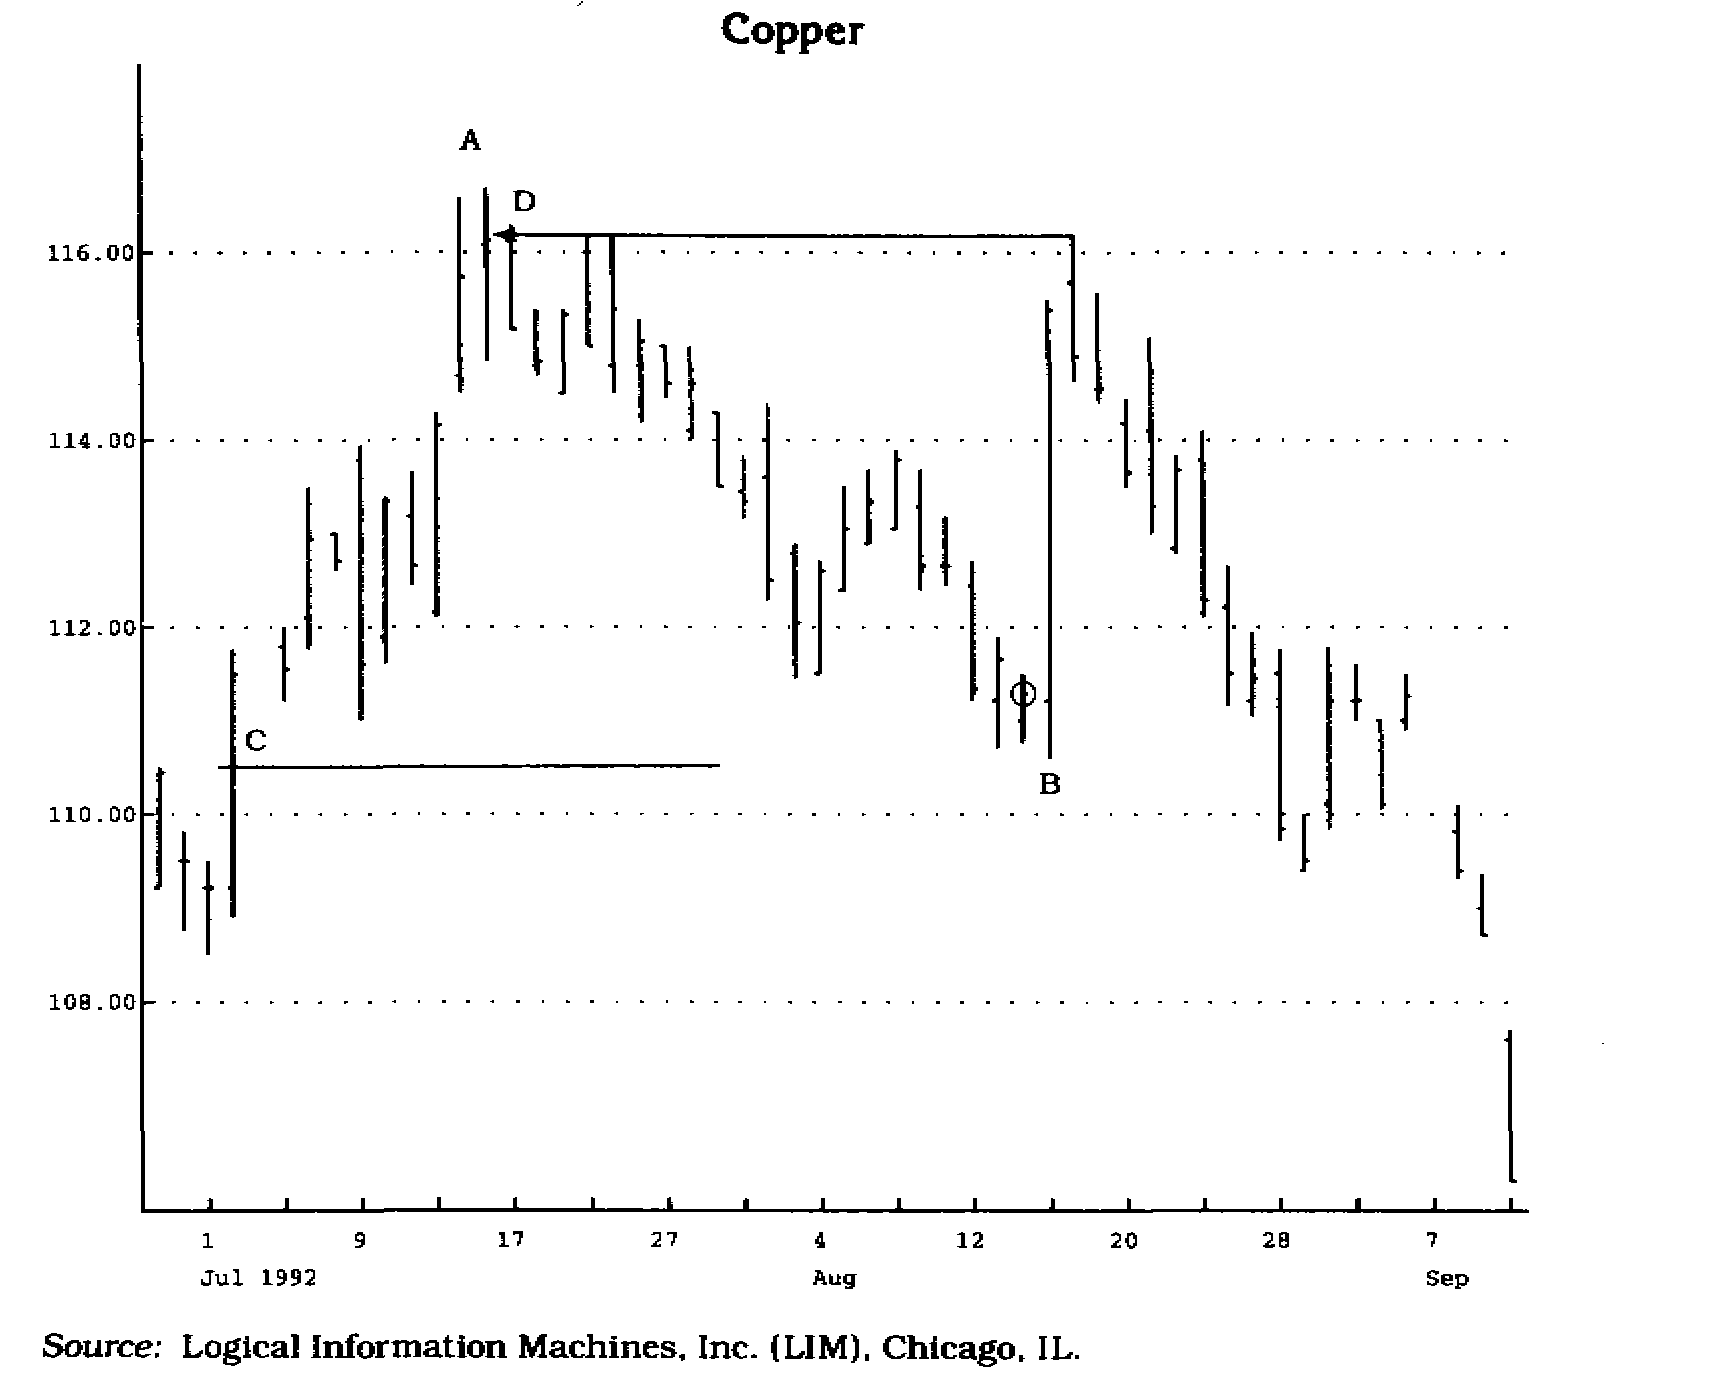 Copper
A
D
116.00
114.00
112.00
C
B
110.00
108.00
1 9 17 27 4 12 20 28 7
Jul 1992 Aug Sep
Source: Logical Information Machines, Inc. (LIM), Chicago, IL.